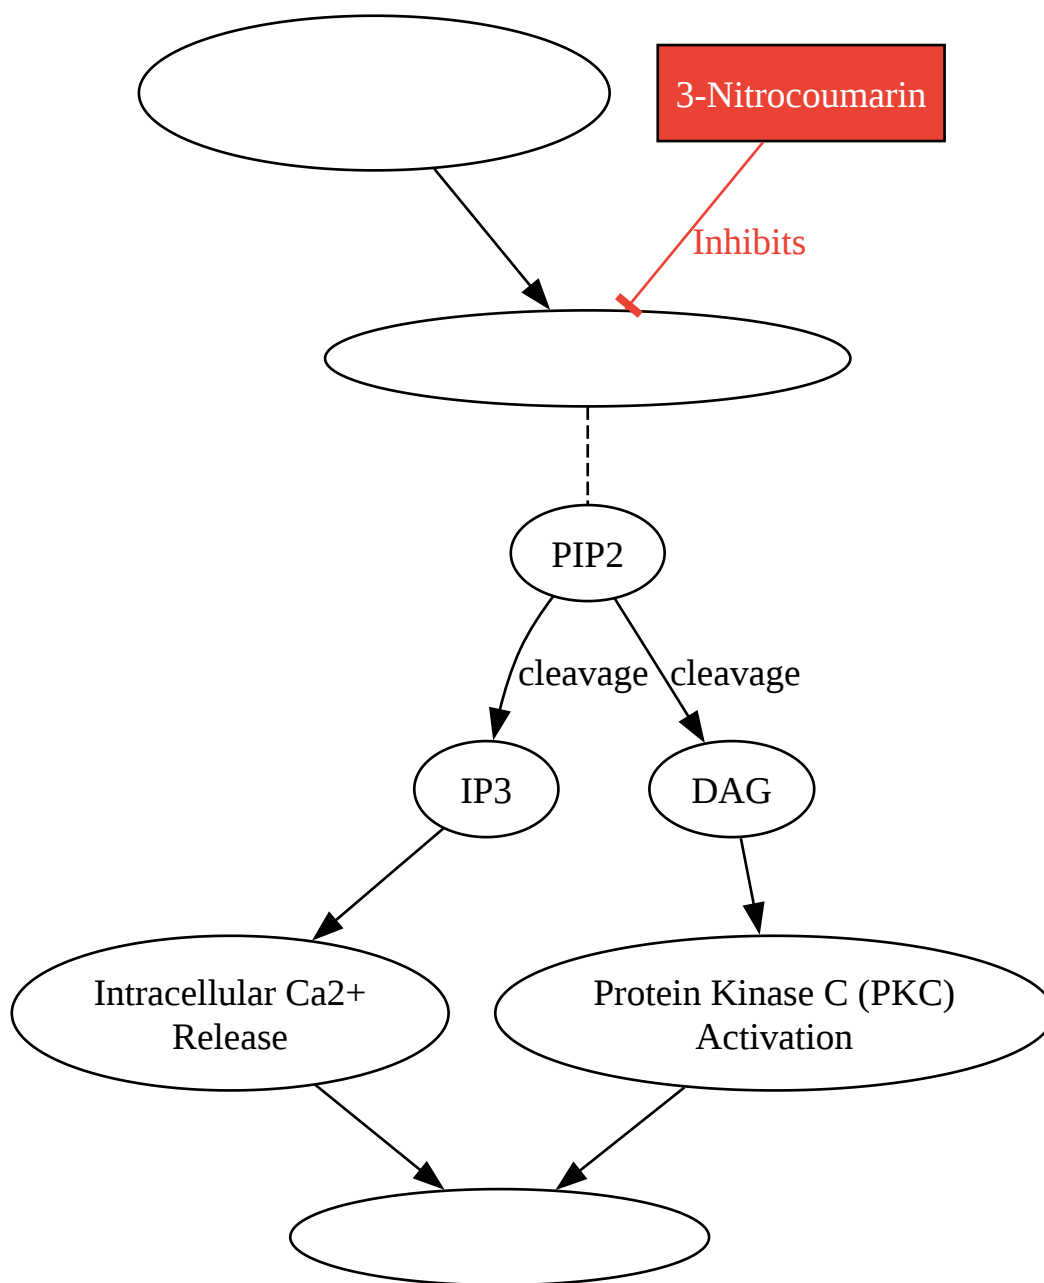 3-Nitrocoumarin
Inhibits
PIP2
cleavage
cleavage
IP3
DAG
Intracellular Ca2+
Release
Protein Kinase C (PKC)
Activation